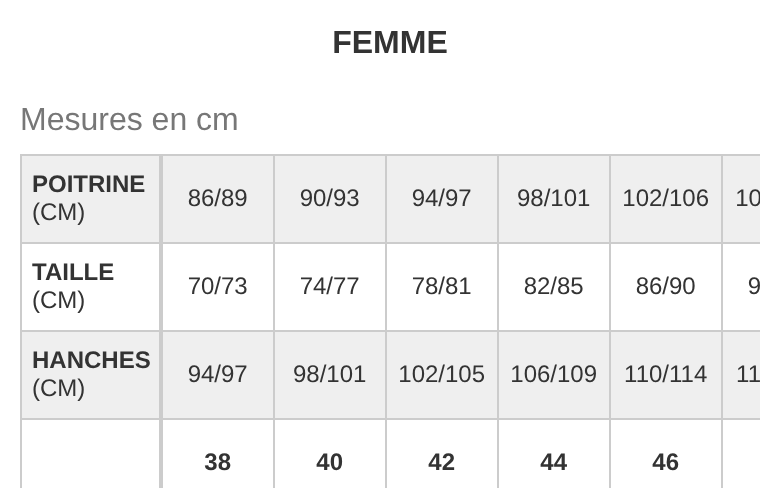 FEMME
Mesures en cm
POITRINE (CM) 86/89 90/93 94/97 98/101 102/106
TAILLE (CM) 70/73 74/77 78/81 82/85 86/90
HANCHES (CM) 94/97 98/101 102/105 106/109 110/114
38 40 42 44 46